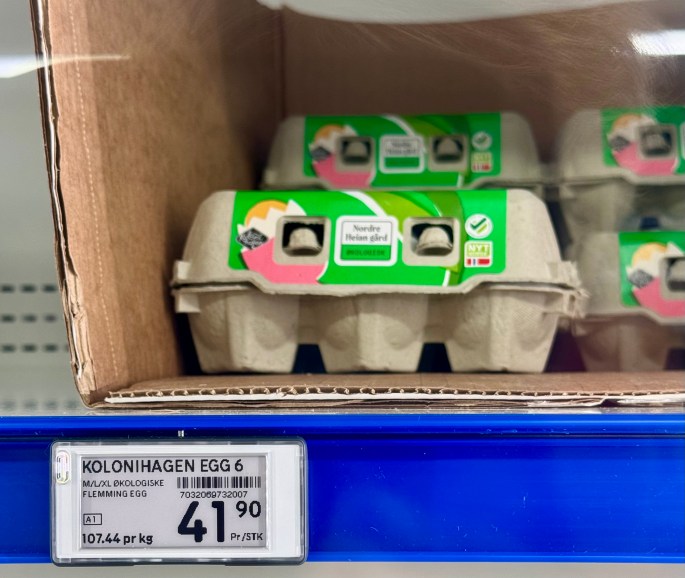 Nordre
Heian gård
ØKOLOGISK
NYT
KOLONIHAGEN EGG 6
M/L/XL ØKOLOGISKE
FLEMMING EGG
7032069732007
A1
41 90
107.44 pr kg
Pr/STK